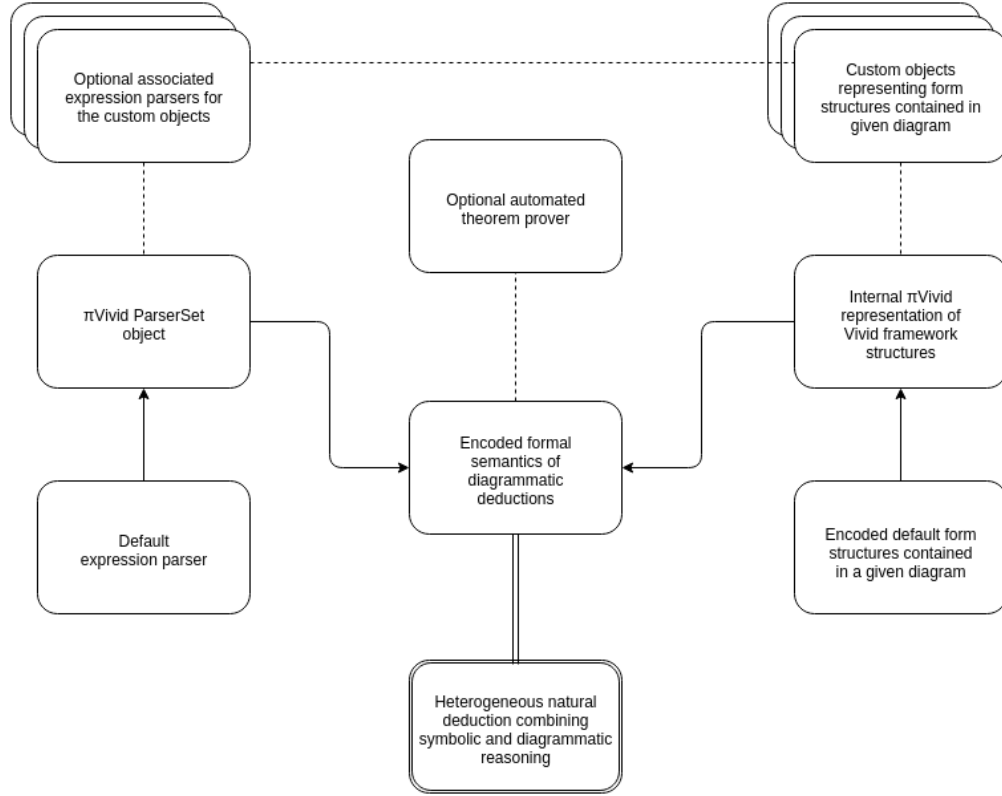 Optional associated
expression parsers for
the custom objects
Custom objects
representing form
structures contained in
given diagram
Optional automated
theorem prover
πVivid ParserSet
object
Internal πVivid
representation of
Vivid framework
structures
Encoded formal
semantics of
diagrammatic
deductions
Default
expression parser
Encoded default form
structures contained
in a given diagram
Heterogeneous natural
deduction combining
symbolic and diagrammatic
reasoning